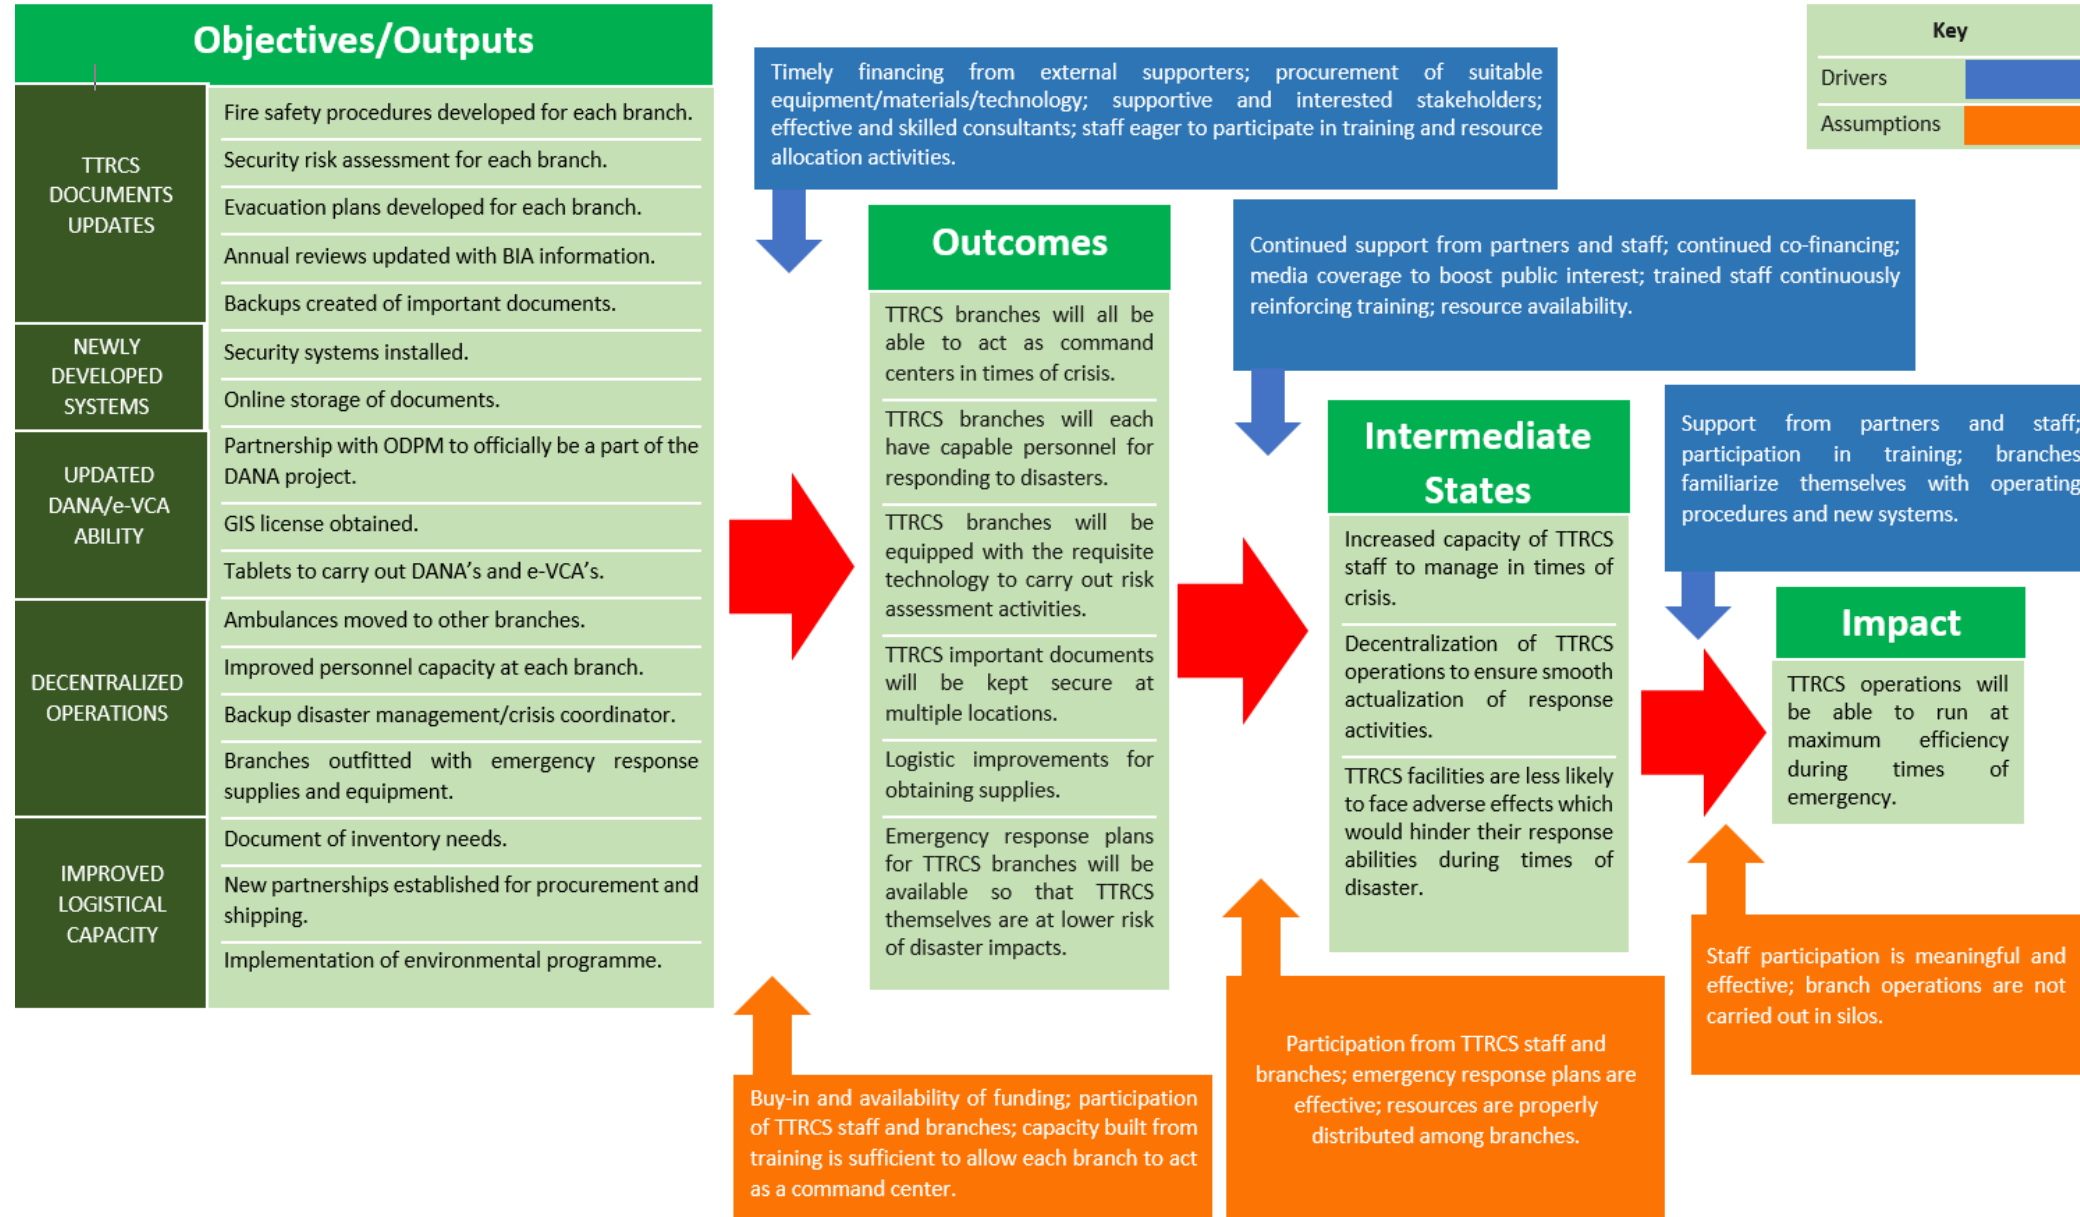 Objectives/Outputs
TTRCS
DOCUMENTS
UPDATES
Fire safety procedures developed for each branch.
Security risk assessment for each branch.
Evacuation plans developed for each branch.
Annual reviews updated with BIA information.
Backups created of important documents.
NEWLY
DEVELOPED
SYSTEMS
Security systems installed.
Online storage of documents.
UPDATED
DANA/e-VCA
ABILITY
Partnership with ODPM to officially be a part of the
DANA project.
GIS license obtained.
Tablets to carry out DANA's and e-VCA's.
DECENTRALIZED
OPERATIONS
Ambulances moved to other branches.
Improved personnel capacity at each branch.
Backup disaster management/crisis coordinator.
Branches outfitted with emergency response
supplies and equipment.
IMPROVED
LOGISTICAL
CAPACITY
Document of inventory needs.
New partnerships established for procurement and
shipping.
Implementation of environmental programme.
Timely financing from external supporters; procurement of suitable
equipment/materials/technology; supportive and interested stakeholders;
effective and skilled consultants; staff eager to participate in training and resource
allocation activities.
Outcomes
TTRCS branches will all be
able to act as command
centers in times of crisis.
TTRCS branches will each
have capable personnel for
responding to disasters.
TTRCS branches will be
equipped with the requisite
technology to carry out risk
assessment activities.
TTRCS important documents
will be kept secure at
multiple locations.
Logistic improvements for
obtaining supplies.
Emergency response plans
for TTRCS branches will be
available so that TTRCS
themselves are at lower risk
of disaster impacts.
Buy-in and availability of funding; participation
of TTRCS staff and branches; capacity built from
training is sufficient to allow each branch to act
as a command center.
Continued support from partners and staff; continued co-financing;
media coverage to boost public interest; trained staff continuously
reinforcing training; resource availability.
Intermediate
States
Increased capacity of TTRCS
staff to manage in times of
crisis.
Decentralization of TTRCS
operations to ensure smooth
actualization of response
activities.
TTRCS facilities are less likely
to face adverse effects which
would hinder their response
abilities during times of
disaster.
Participation from TTRCS staff and
branches; emergency response plans are
effective; resources are properly
distributed among branches.
Key
Drivers
Assumptions
Support from partners and staff;
participation in training; branches
familiarize themselves with operating
procedures and new systems.
Impact
TTRCS operations will
be able to run at
maximum efficiency
during times of
emergency.
Staff participation is meaningful and
effective; branch operations are not
carried out in silos.